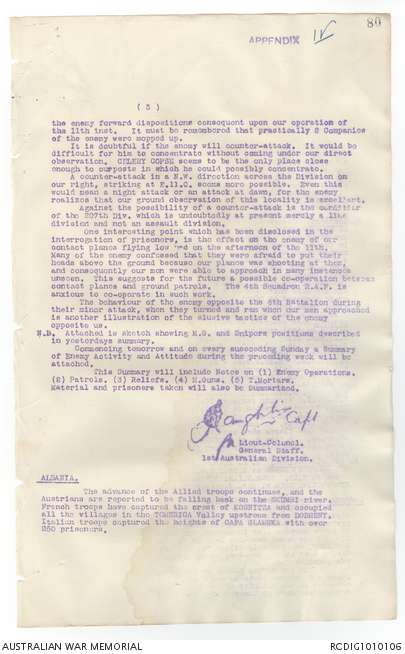 80
APPENDIX IV
( 3 )
the enemy forward dispositions consequent upon our operation of
the 11th inst. It must be remembered that practically 2 Companies
of the enemy were mopped up.
It is doubtful if the enemy will counter-attack. It would be
difficult for him to concentrate without coming under our direct
observation. CELERY COPSE seems to be the only place close
enough to ourposts in which he could possibly concentrate.
A counter-attack in a N.W. direction across the Division on
our right, striking at E.11.C. seems more possible. Even this
would mean a night attack or an attack at dawn, for the enemy
realizes that our ground observation of this locality is excellent.
Against the possibility of a counter-attack is the condition
of the 207th Div. which is undoubtedly at present merely a line
division and not an assault division.
One interesting point which has been disclosed in the
interrogation of prisoners, is the effect on the enemy of our
contact planes flying low on the afternoon of the 11th.
Many of the enemy confessed that they were afraid to put their
heads above the ground because our planes was shooting at them,
and consequently our men were able to approach in many instances
unseen. This suggests for the future a possible co-operation between
contact planes and ground patrols. The 4th Squadron R.A.F. is
anxious to co-operate in such work.
The behaviour of the enemy opposite the 6th Battalion during
their minor attack, when they turned and ran when our men approached
is another illustration of the elusive tactics of the enemy
opposite us.
N.B. Attached is sketch showing M.G. and Snipers positions described
in yesterdays summary.
Commencing tomorrow and on every succeeding Sunday a Summary
of Enemy Activity and Attitude during the preceding week will be
attached.
This Summary will include Notes on (1) Enemy Operations.
(2) Patrols. (3) Reliefs. (4) M.Guns. (5) T.Mortars.
Material and prisoners taken will also be summarized.
Capt
Lieut-Colonel.
General Staff.
1st Australian Division.
ALBANIA.
The advance of the Allied troops continues, and the
Austrians are reported to be falling back on the SKUMBI river.
French troops have captured the crest of KOSNITZA and occupied
all the villages in the TOMERICA Valley upstream from DOBRENY.
Italian troops captured the heights of CAFA GLAMEKA with over
250 prisoners.
AUSTRALIAN WAR MEMORIAL
RCDIG1010106